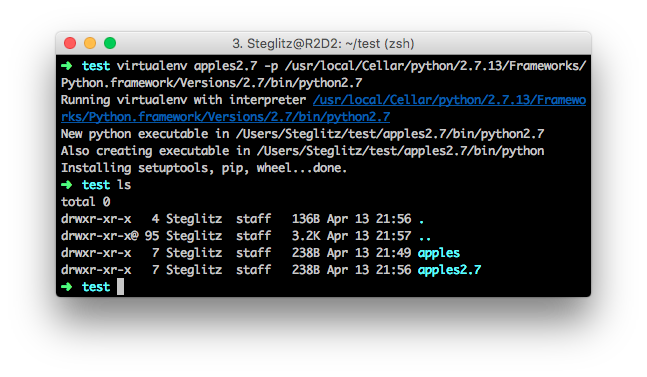 3. Steglitz@R2D2: ~/test (zsh)
➜ test virtualenv apples2.7 -p /usr/local/Cellar/python/2.7.13/Frameworks/
Python.framework/Versions/2.7/bin/python2.7
Running virtualenv with interpreter /usr/local/Cellar/python/2.7.13/Framewo
rks/Python.framework/Versions/2.7/bin/python2.7
New python executable in /Users/Steglitz/test/apples2.7/bin/python2.7
Also creating executable in /Users/Steglitz/test/apples2.7/bin/python
Installing setuptools, pip, wheel...done.
➜ test ls
total 0
drwxr-xr-x   4 Steglitz  staff   136B Apr 13 21:56 .
drwxr-xr-x@ 95 Steglitz  staff   3.2K Apr 13 21:57 ..
drwxr-xr-x   7 Steglitz  staff   238B Apr 13 21:49 apples
drwxr-xr-x   7 Steglitz  staff   238B Apr 13 21:56 apples2.7
➜ test